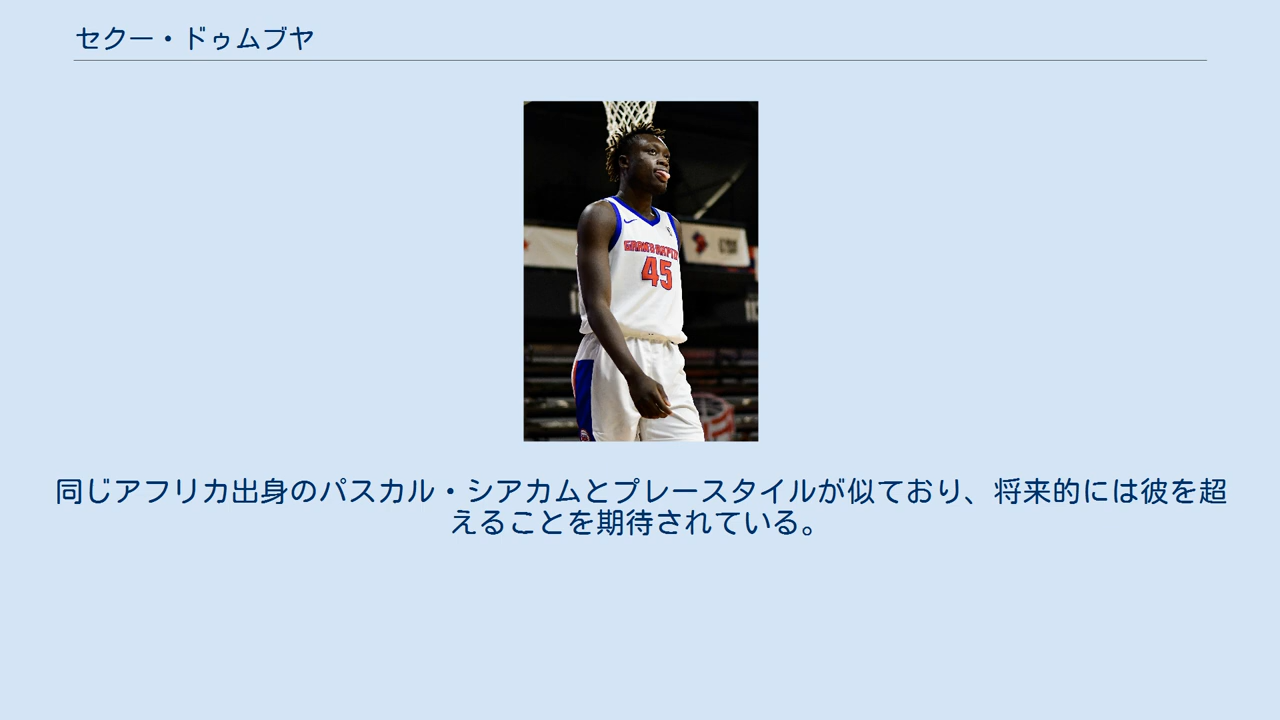 セクー・ドゥムブヤ
GRAND RAPIDS
45
同じアフリカ出身のパスカル・シアカムとプレースタイルが似ており、将来的には彼を超
えることを期待されている。